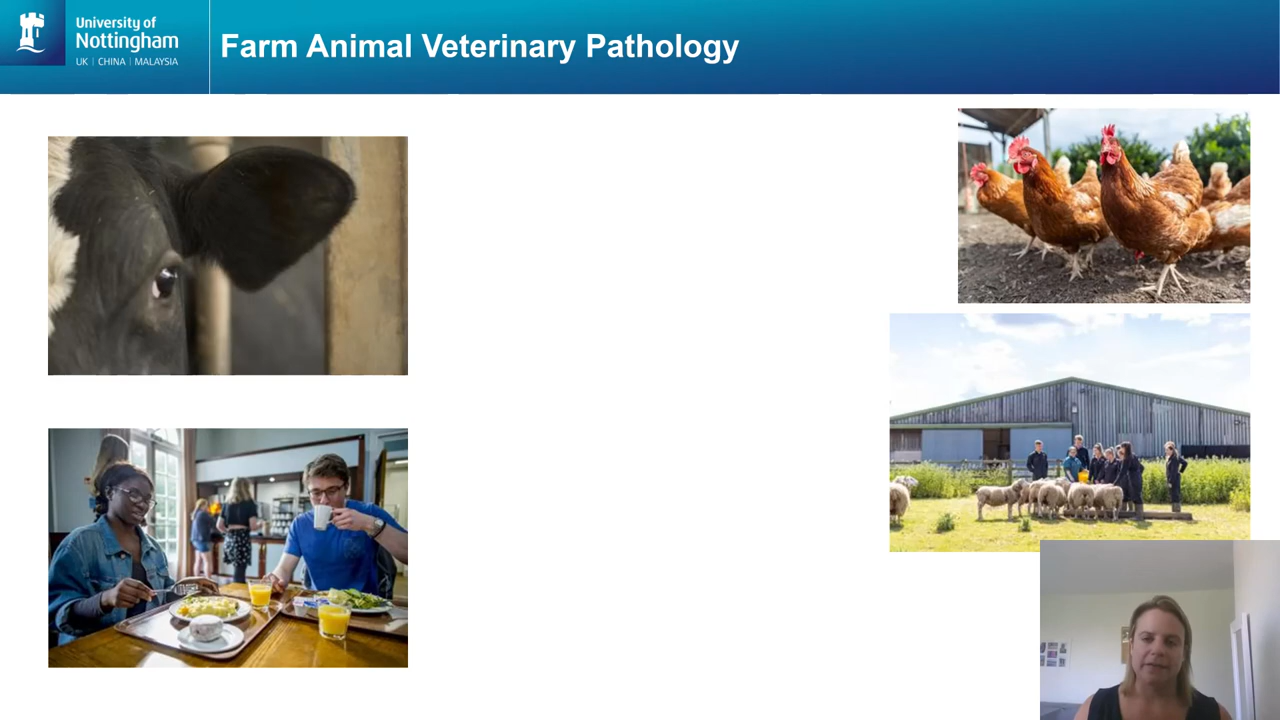 University of
Nottingham
UK | CHINA | MALAYSIA
Farm Animal Veterinary Pathology